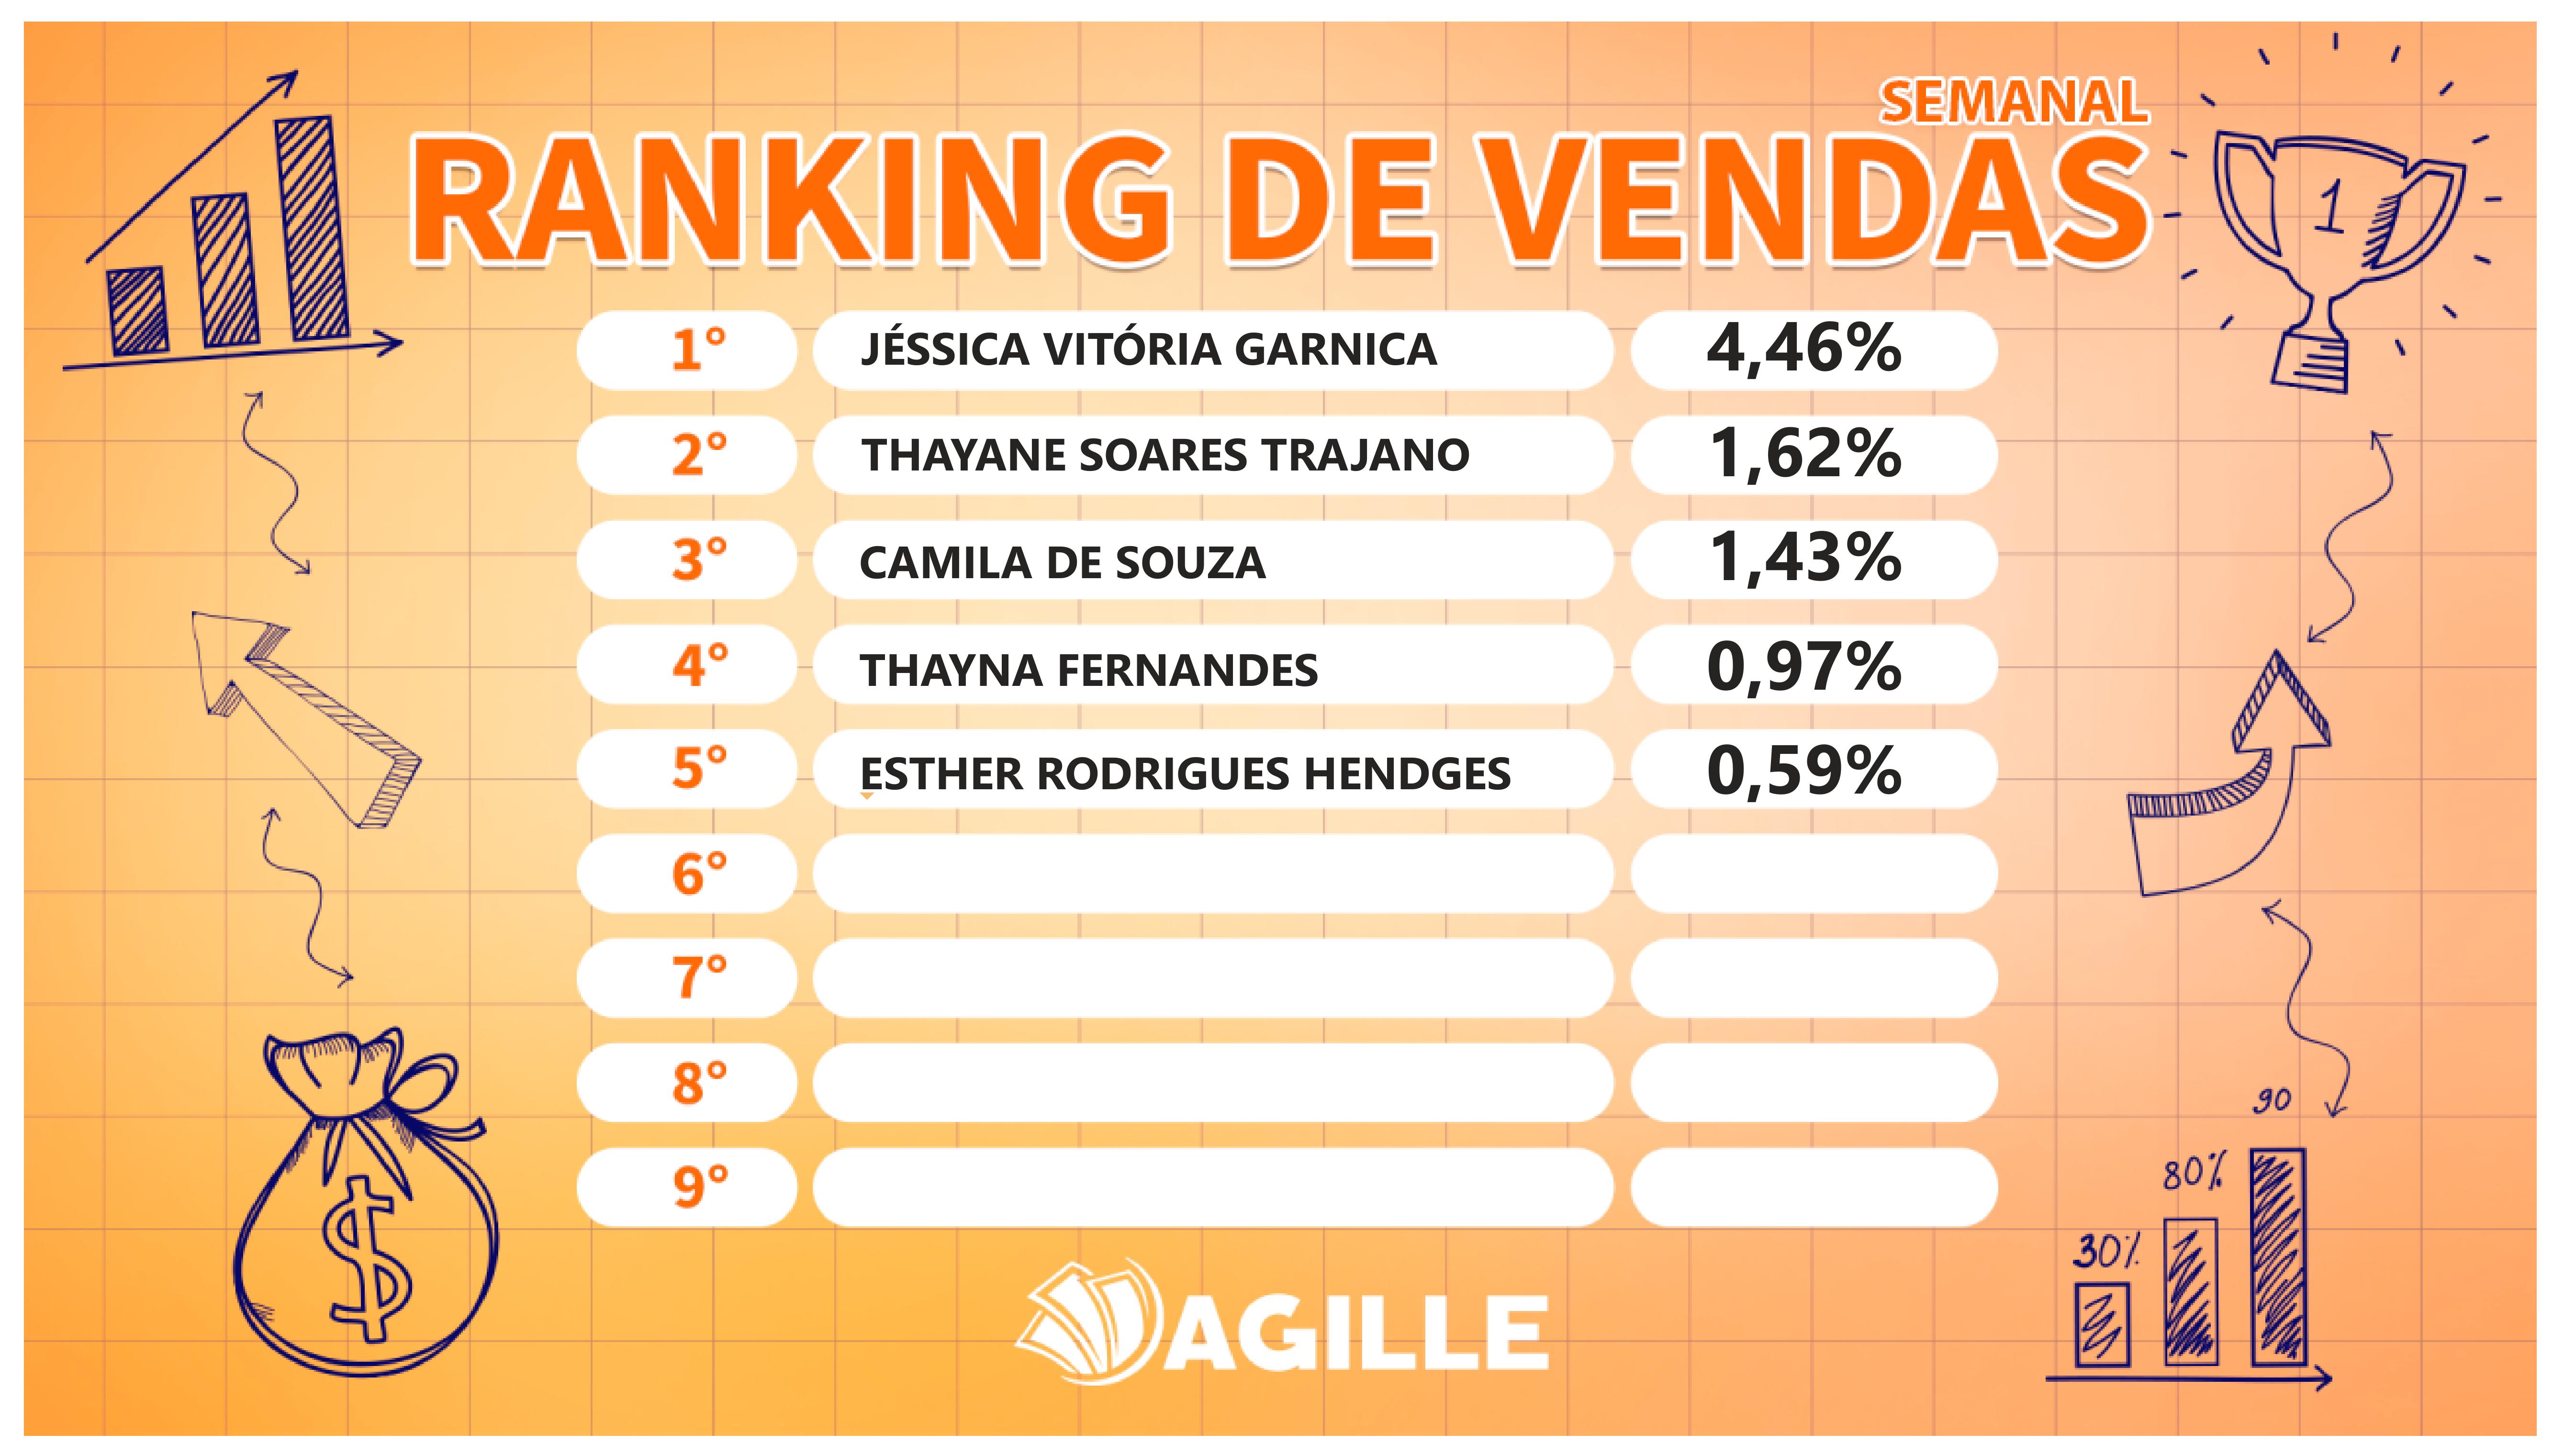 SEMANAL
RANKING DE VENDAS
1
1° JÉSSICA VITÓRIA GARNICA 4,46%
2° THAYANE SOARES TRAJANO 1,62%
3° CAMILA DE SOUZA 1,43%
4° THAYNA FERNANDES 0,97%
5° ESTHER RODRIGUES HENDGES 0,59%
6°
7°
8°
9°
90
80%
30%
$
AGILLE